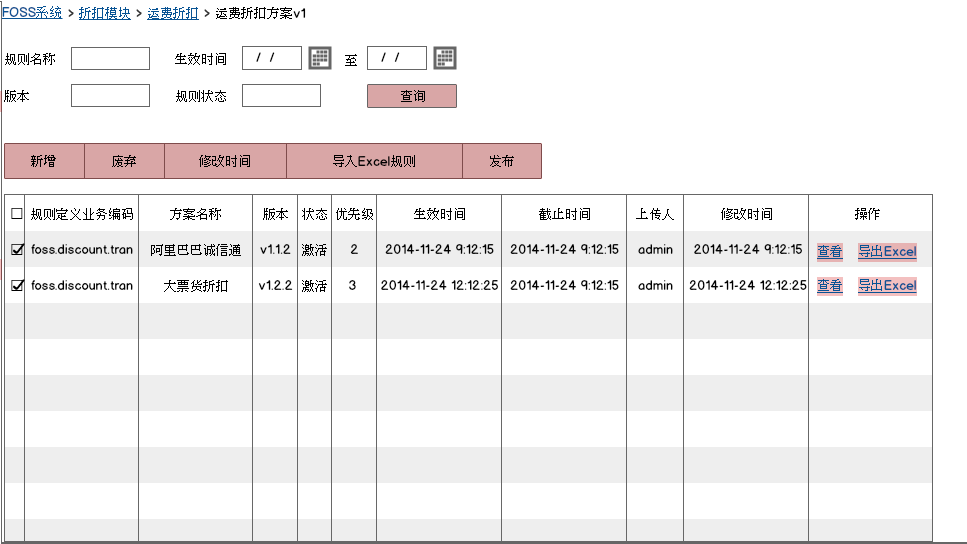 FOSS系统 > 折扣模块 > 运费折扣 > 运费折扣方案v1
规则名称 生效时间 / / 至 / /
版本 规则状态 查询
新增 废弃 修改时间 导入Excel规则 发布
规则定义业务编码 方案名称 版本 状态 优先级 生效时间 截止时间 上传人 修改时间 操作
foss.discount.tran 阿里巴巴诚信通 v1.1.2 激活 2 2014-11-24 9:12:15 2014-11-24 9:12:15 admin 2014-11-24 9:12:15 查看 导出Excel
foss.discount.tran 大票货折扣 v1.2.2 激活 3 2014-11-24 12:12:25 2014-11-24 9:12:15 admin 2014-11-24 12:12:25 查看 导出Excel